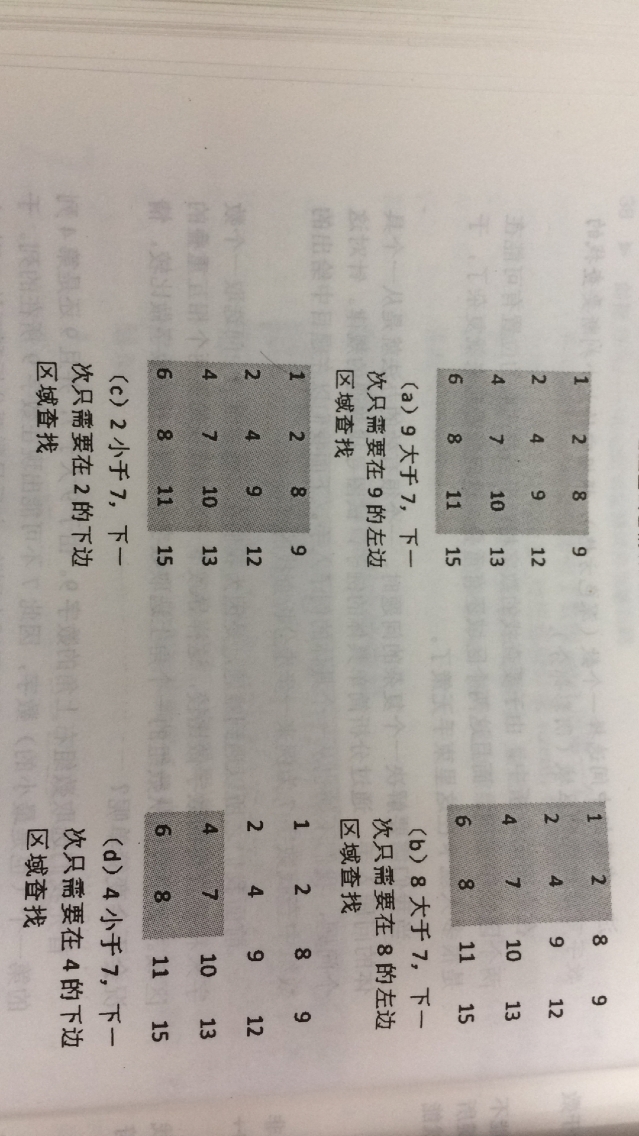 1 2 8 9
2 4 9 12
4 7 10 13
6 8 11 15
（a）9 大于 7，下一
次只需要在 9 的左边
区域查找
1 2 8 9
2 4 9 12
4 7 10 13
6 8 11 15
（b）8 大于 7，下一
次只需要在 8 的左边
区域查找
1 2 8 9
2 4 9 12
4 7 10 13
6 8 11 15
（c）2 小于 7，下一
次只需要在 2 的下边
区域查找
1 2 8 9
2 4 9 12
4 7 10 13
6 8 11 15
（d）4 小于 7，下一
次只需要在 4 的下边
区域查找